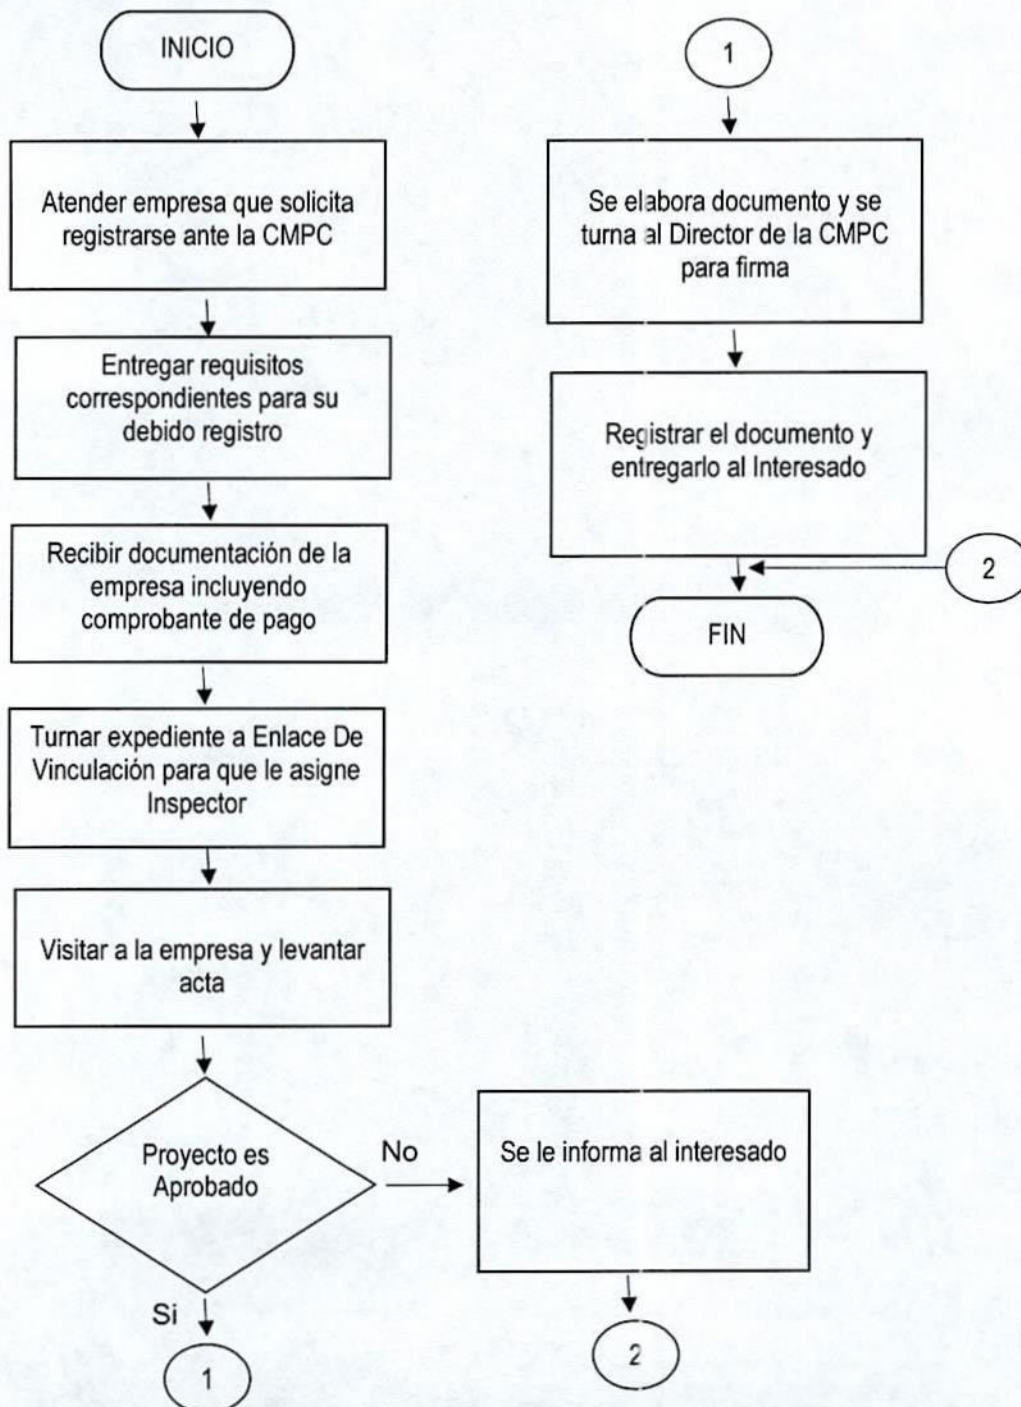 INICIO
Atender empresa que solicita
registrarse ante la CMPC
Entregar requisitos
correspondientes para su
debido registro
Recibir documentación de la
empresa incluyendo
comprobante de pago
Turnar expediente a Enlace De
Vinculación para que le asigne
Inspector
Visitar a la empresa y levantar
acta
Proyecto es
Aprobado
No
Se le informa al interesado
2
Si
1
1
Se elabora documento y se
turna al Director de la CMPC
para firma
Registrar el documento y
entregarlo al Interesado
2
FIN